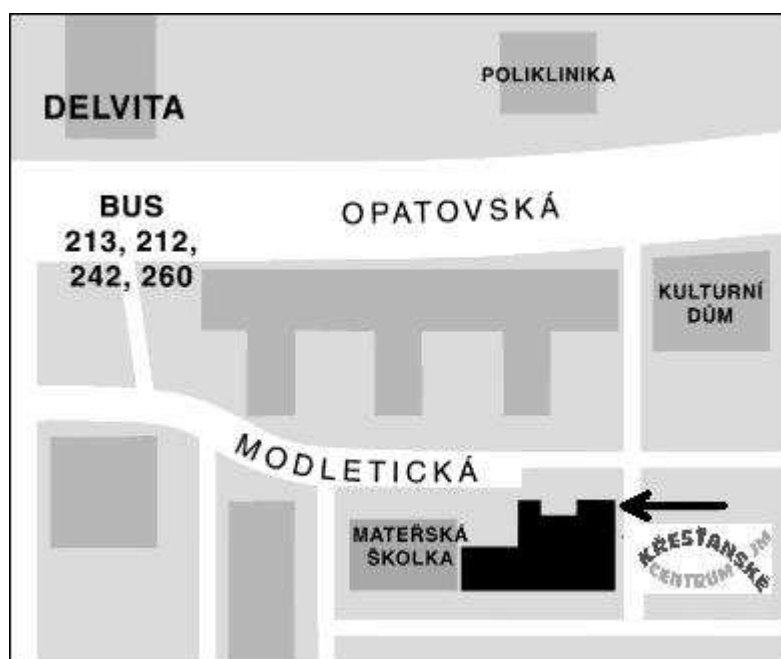 POLIKLINIKA
DELVITA
BUS
213, 212,
242, 260
OPATOVSKÁ
KULTURNÍ
DŮM
MODLETICKÁ
MATEŘSKÁ
ŠKOLKA
KŘESŤANSKÉ
CENTRUM JM